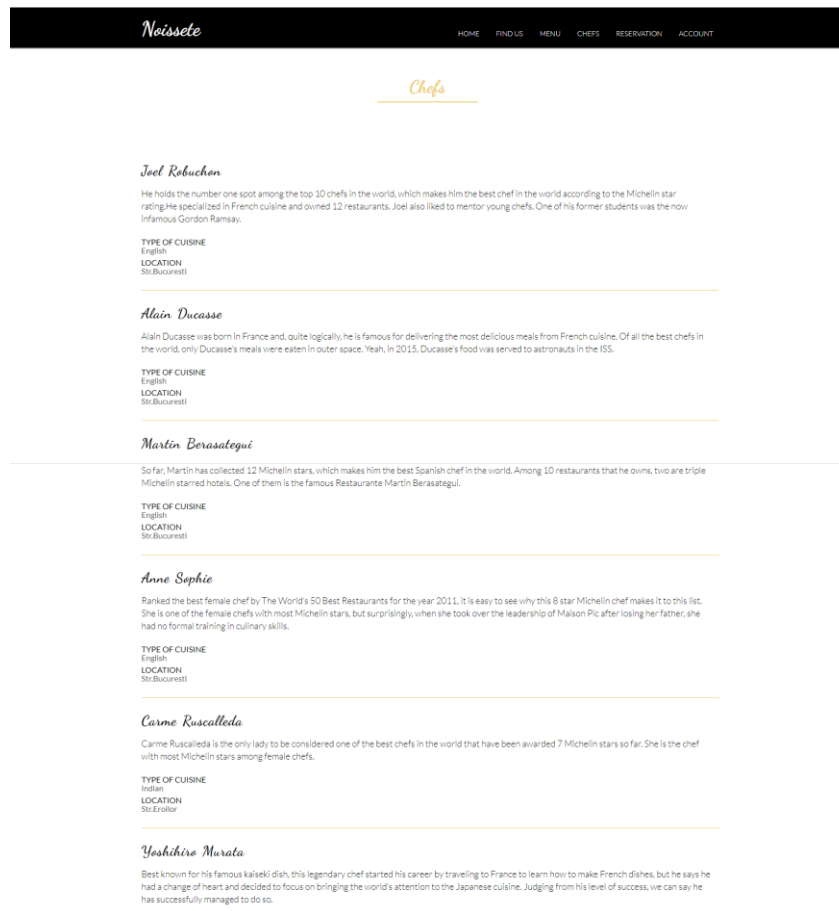 Noissete
HOME FIND US MENU CHEFS RESERVATION ACCOUNT
Chefs
Joel Robuchon
He holds the number one spot among the top 10 chefs in the world, which makes him the best chef in the world according to the Michelin star
rating.He specialized in French cuisine and owned 12 restaurants. Joel also liked to mentor young chefs. One of his former students was the now
infamous Gordon Ramsay.
TYPE OF CUISINE
English
LOCATION
Str.Bucuresti
Alain Ducasse
Alain Ducasse was born in France and, quite logically, he is famous for delivering the most delicious meals from French cuisine. Of all the best chefs in
the world, only Ducasse's meals were eaten in outer space. Yeah, in 2015, Ducasse's food was served to astronauts in the ISS.
TYPE OF CUISINE
English
LOCATION
Str.Bucuresti
Martin Berasategui
So far, Martin has collected 12 Michelin stars, which makes him the best Spanish chef in the world. Among 10 restaurants that he owns, two are triple
Michelin starred hotels. One of them is the famous Restaurante Martin Berasategui.
TYPE OF CUISINE
English
LOCATION
Str.Bucuresti
Anne Sophie
Ranked the best female chef by The World's 50 Best Restaurants for the year 2011, it is easy to see why this 8 star Michelin chef makes it to this list.
She is one of the female chefs with most Michelin stars, but surprisingly, when she took over the leadership of Maison Pic after losing her father, she
had no formal training in culinary skills.
TYPE OF CUISINE
English
LOCATION
Str.Bucuresti
Carme Ruscalleda
Carme Ruscalleda is the only lady to be considered one of the best chefs in the world that have been awarded 7 Michelin stars so far. She is the chef
with most Michelin stars among female chefs.
TYPE OF CUISINE
Indian
LOCATION
Str.Eroilor
Yoshihiro Murata
Best known for his famous kaiseki dish, this legendary chef started his career by traveling to France to learn how to make French dishes, but he says he
had a change of heart and decided to focus on bringing the world's attention to the Japanese cuisine. Judging from his level of success, we can say he
has successfully managed to do so.